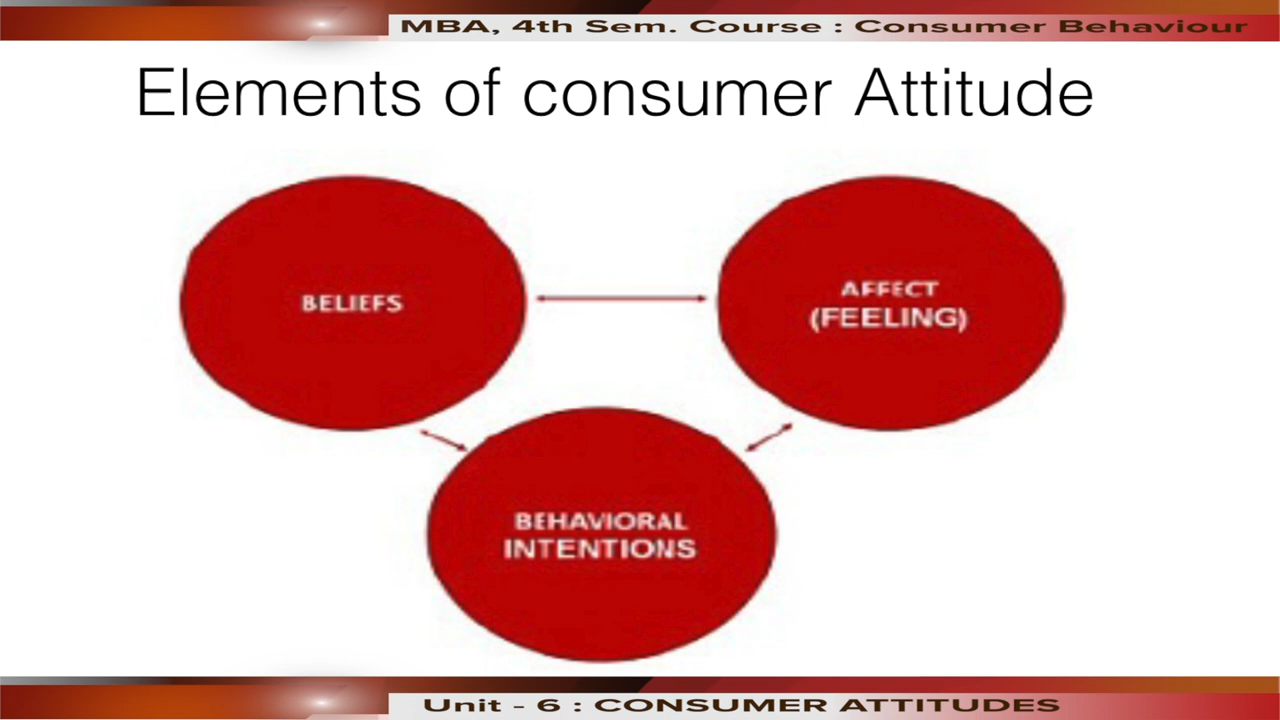 MBA, 4th Sem. Course : Consumer Behaviour
Elements of consumer Attitude
BELIEFS
AFFECT
(FEELING)
BEHAVIORAL
INTENTIONS
Unit - 6 : CONSUMER ATTITUDES